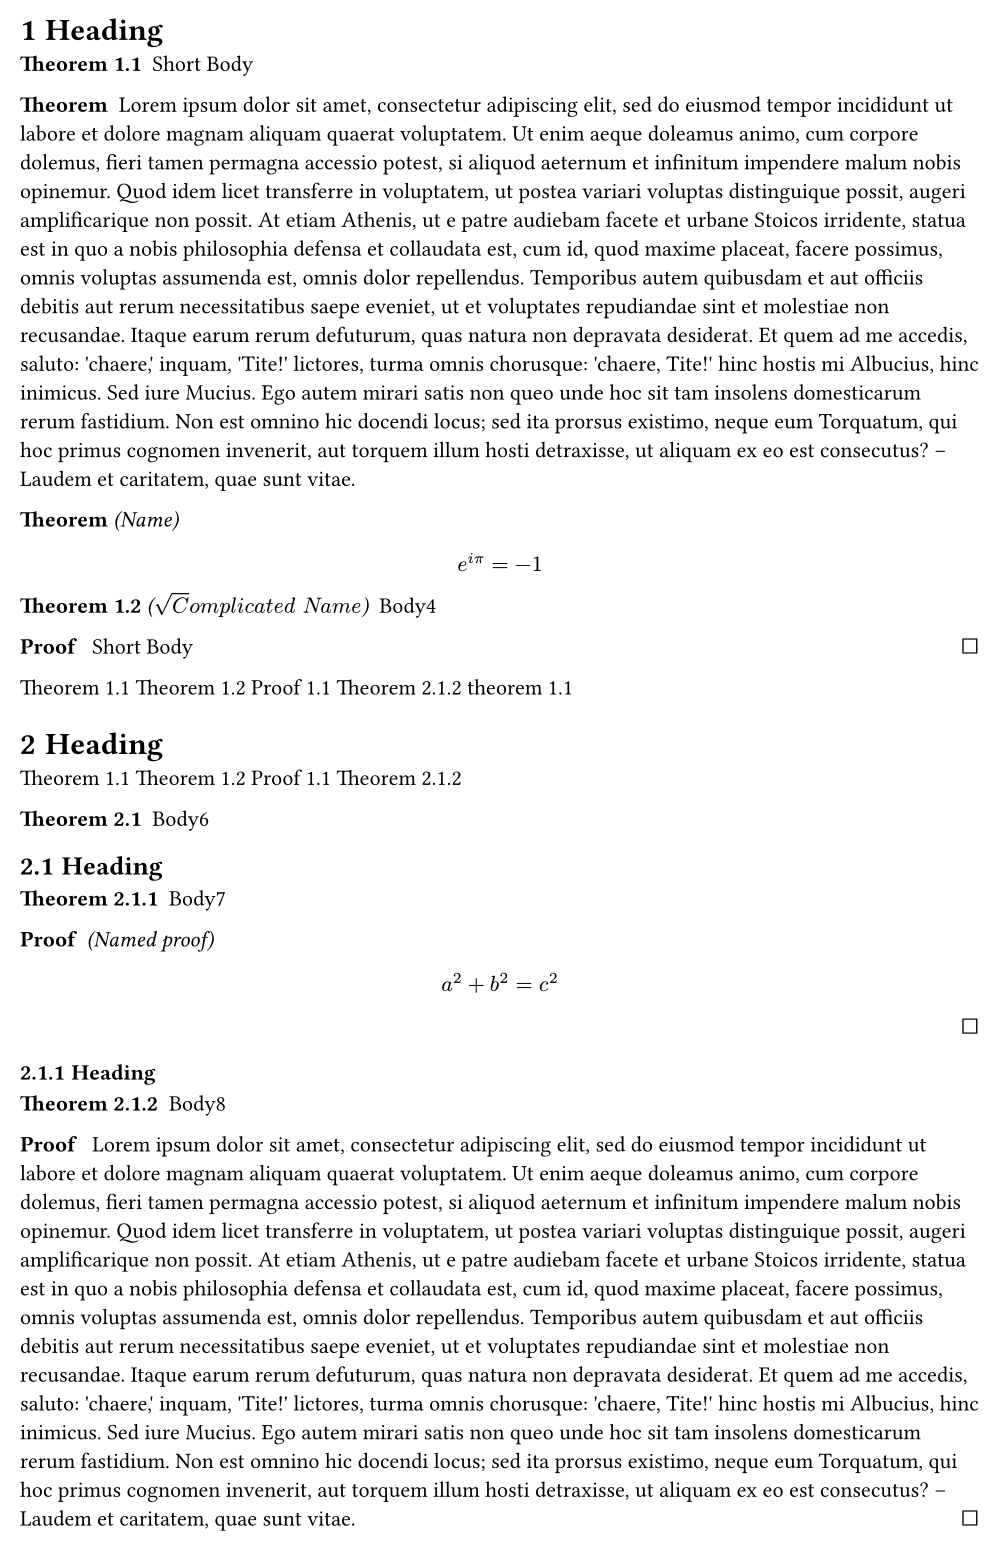 1 Heading
Theorem 1.1 Short Body
Theorem Lorem ipsum dolor sit amet, consectetur adipiscing elit, sed do eiusmod tempor incididunt ut
labore et dolore magnam aliquam quaerat voluptatem. Ut enim aeque doleamus animo, cum corpore
dolemus, fieri tamen permagna accessio potest, si aliquod aeternum et infinitum impendere malum nobis
opinemur. Quod idem licet transferre in voluptatem, ut postea variari voluptas distinguique possit, augeri
amplificarique non possit. At etiam Athenis, ut e patre audiebam facete et urbane Stoicos irridente, statua
est in quo a nobis philosophia defensa et collaudata est, cum id, quod maxime placeat, facere possimus,
omnis voluptas assumenda est, omnis dolor repellendus. Temporibus autem quibusdam et aut officiis
debitis aut rerum necessitatibus saepe eveniet, ut et voluptates repudiandae sint et molestiae non
recusandae. Itaque earum rerum defuturum, quas natura non depravata desiderat. Et quem ad me accedis,
saluto: 'chaere,' inquam, 'Tite!' lictores, turma omnis chorusque: 'chaere, Tite!' hinc hostis mi Albucius, hinc
inimicus. Sed iure Mucius. Ego autem mirari satis non queo unde hoc sit tam insolens domesticarum
rerum fastidium. Non est omnino hic docendi locus; sed ita prorsus existimo, neque eum Torquatum, qui
hoc primus cognomen invenerit, aut torquem illum hosti detraxisse, ut aliquam ex eo est consecutus? –
Laudem et caritatem, quae sunt vitae.
Theorem (Name)
e^{iπ} = −1
Theorem 1.2 (√Complicated Name) Body4
Proof Short Body □
Theorem 1.1 Theorem 1.2 Proof 1.1 Theorem 2.1.2 theorem 1.1
2 Heading
Theorem 1.1 Theorem 1.2 Proof 1.1 Theorem 2.1.2
Theorem 2.1 Body6
2.1 Heading
Theorem 2.1.1 Body7
Proof (Named proof)
a² + b² = c²
□
2.1.1 Heading
Theorem 2.1.2 Body8
Proof Lorem ipsum dolor sit amet, consectetur adipiscing elit, sed do eiusmod tempor incididunt ut
labore et dolore magnam aliquam quaerat voluptatem. Ut enim aeque doleamus animo, cum corpore
dolemus, fieri tamen permagna accessio potest, si aliquod aeternum et infinitum impendere malum nobis
opinemur. Quod idem licet transferre in voluptatem, ut postea variari voluptas distinguique possit, augeri
amplificarique non possit. At etiam Athenis, ut e patre audiebam facete et urbane Stoicos irridente, statua
est in quo a nobis philosophia defensa et collaudata est, cum id, quod maxime placeat, facere possimus,
omnis voluptas assumenda est, omnis dolor repellendus. Temporibus autem quibusdam et aut officiis
debitis aut rerum necessitatibus saepe eveniet, ut et voluptates repudiandae sint et molestiae non
recusandae. Itaque earum rerum defuturum, quas natura non depravata desiderat. Et quem ad me accedis,
saluto: 'chaere,' inquam, 'Tite!' lictores, turma omnis chorusque: 'chaere, Tite!' hinc hostis mi Albucius, hinc
inimicus. Sed iure Mucius. Ego autem mirari satis non queo unde hoc sit tam insolens domesticarum
rerum fastidium. Non est omnino hic docendi locus; sed ita prorsus existimo, neque eum Torquatum, qui
hoc primus cognomen invenerit, aut torquem illum hosti detraxisse, ut aliquam ex eo est consecutus? –
Laudem et caritatem, quae sunt vitae. □